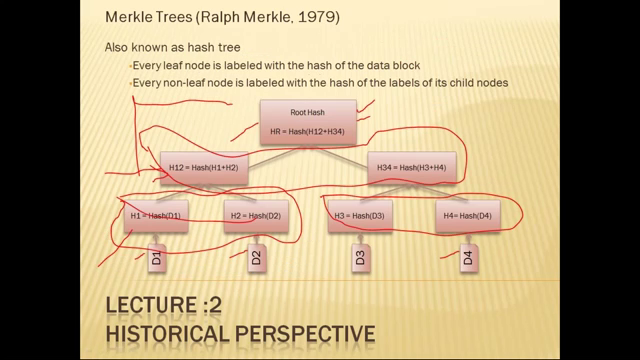 Merkle Trees (Ralph Merkle, 1979)
Also known as hash tree
Every leaf node is labeled with the hash of the data block
Every non-leaf node is labeled with the hash of the labels of its child nodes
Root Hash
HR = Hash(H12+H34)
H12 = Hash(H1+H2)
H34 = Hash(H3+H4)
H1 = Hash(D1)
H2 = Hash(D2)
H3 = Hash(D3)
H4= Hash(D4)
D1
D2
D3
D4
LECTURE :2
HISTORICAL PERSPECTIVE